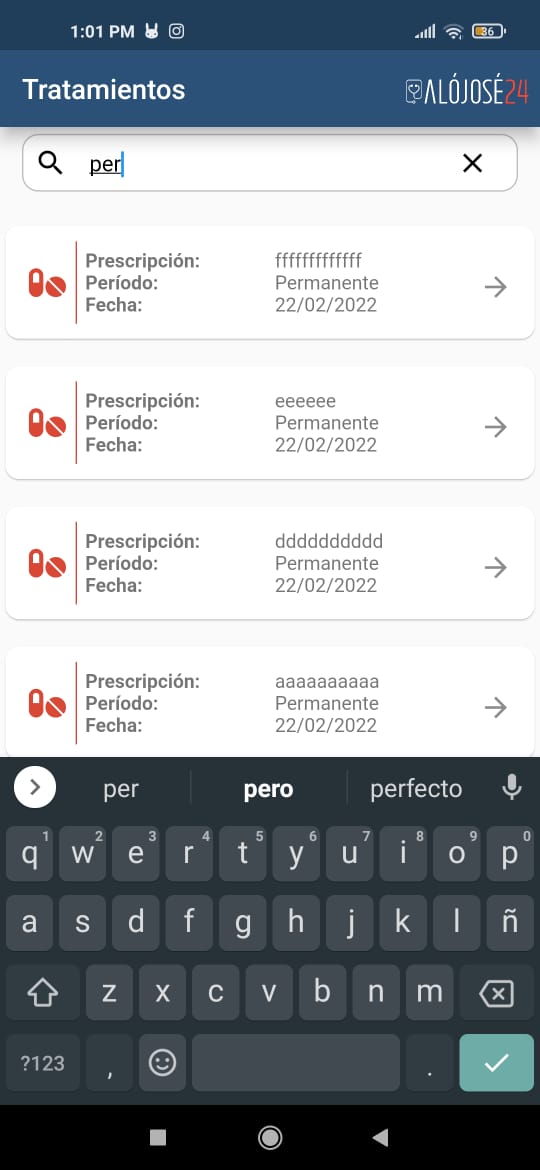 1:01 PM
36
Tratamientos
ALÓJOSÉ24
per
Prescripción: fffffffffffff
Período: Permanente
Fecha: 22/02/2022
Prescripción: eeeeee
Período: Permanente
Fecha: 22/02/2022
Prescripción: dddddddddd
Período: Permanente
Fecha: 22/02/2022
Prescripción: aaaaaaaaaa
Período: Permanente
Fecha: 22/02/2022
per pero perfecto
1 2 3 4 5 6 7 8 9 0
q w e r t y u i o p
a s d f g h j k l ñ
z x c v b n m
?123 , .